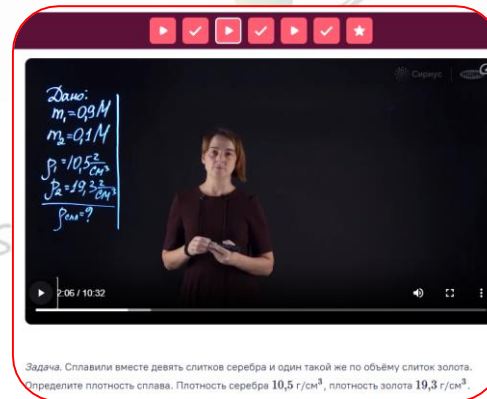 Сириус
Дано:
m₁=0,9M
m₂=0,1M
ρ₁=10,5 г/см³
ρ₂=19,3 г/см³
ρспл=?
2:06 / 10:32
Задача. Сплавили вместе девять слитков серебра и один такой же по объёму слиток золота.
Определите плотность сплава. Плотность серебра 10,5 г/см³, плотность золота 19,3 г/см³.